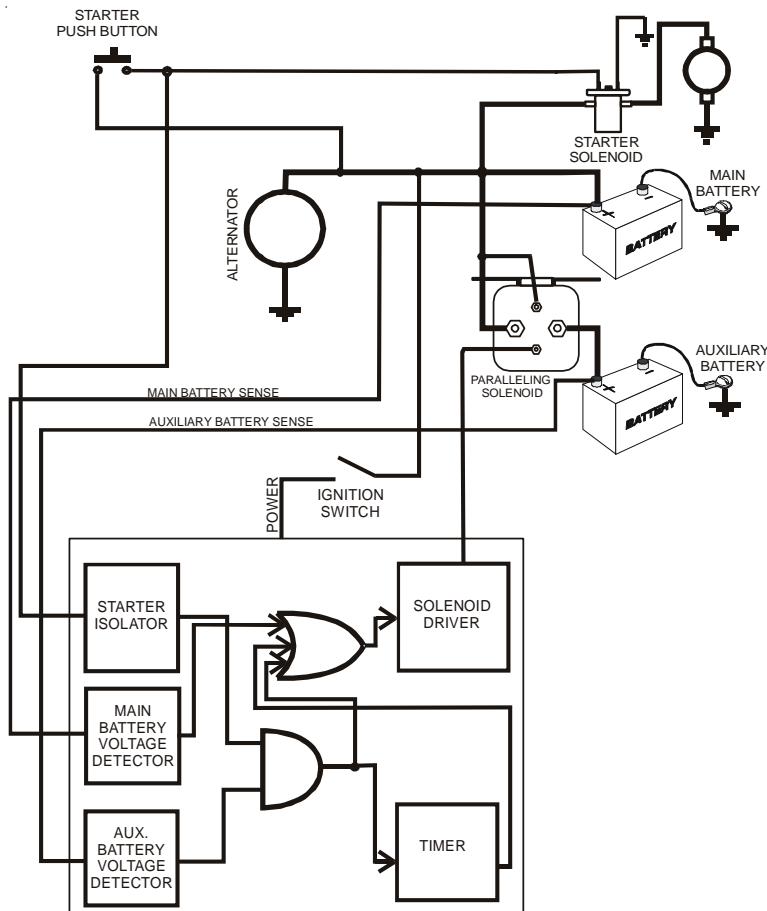 STARTER
PUSH BUTTON
STARTER
SOLENOID
MAIN
BATTERY
ALTERNATOR
BATTERY
AUXILIARY
BATTERY
PARALLELING
SOLENOID
BATTERY
MAIN BATTERY SENSE
AUXILIARY BATTERY SENSE
IGNITION
SWITCH
POWER
STARTER
ISOLATOR
SOLENOID
DRIVER
MAIN
BATTERY
VOLTAGE
DETECTOR
AUX.
BATTERY
VOLTAGE
DETECTOR
TIMER